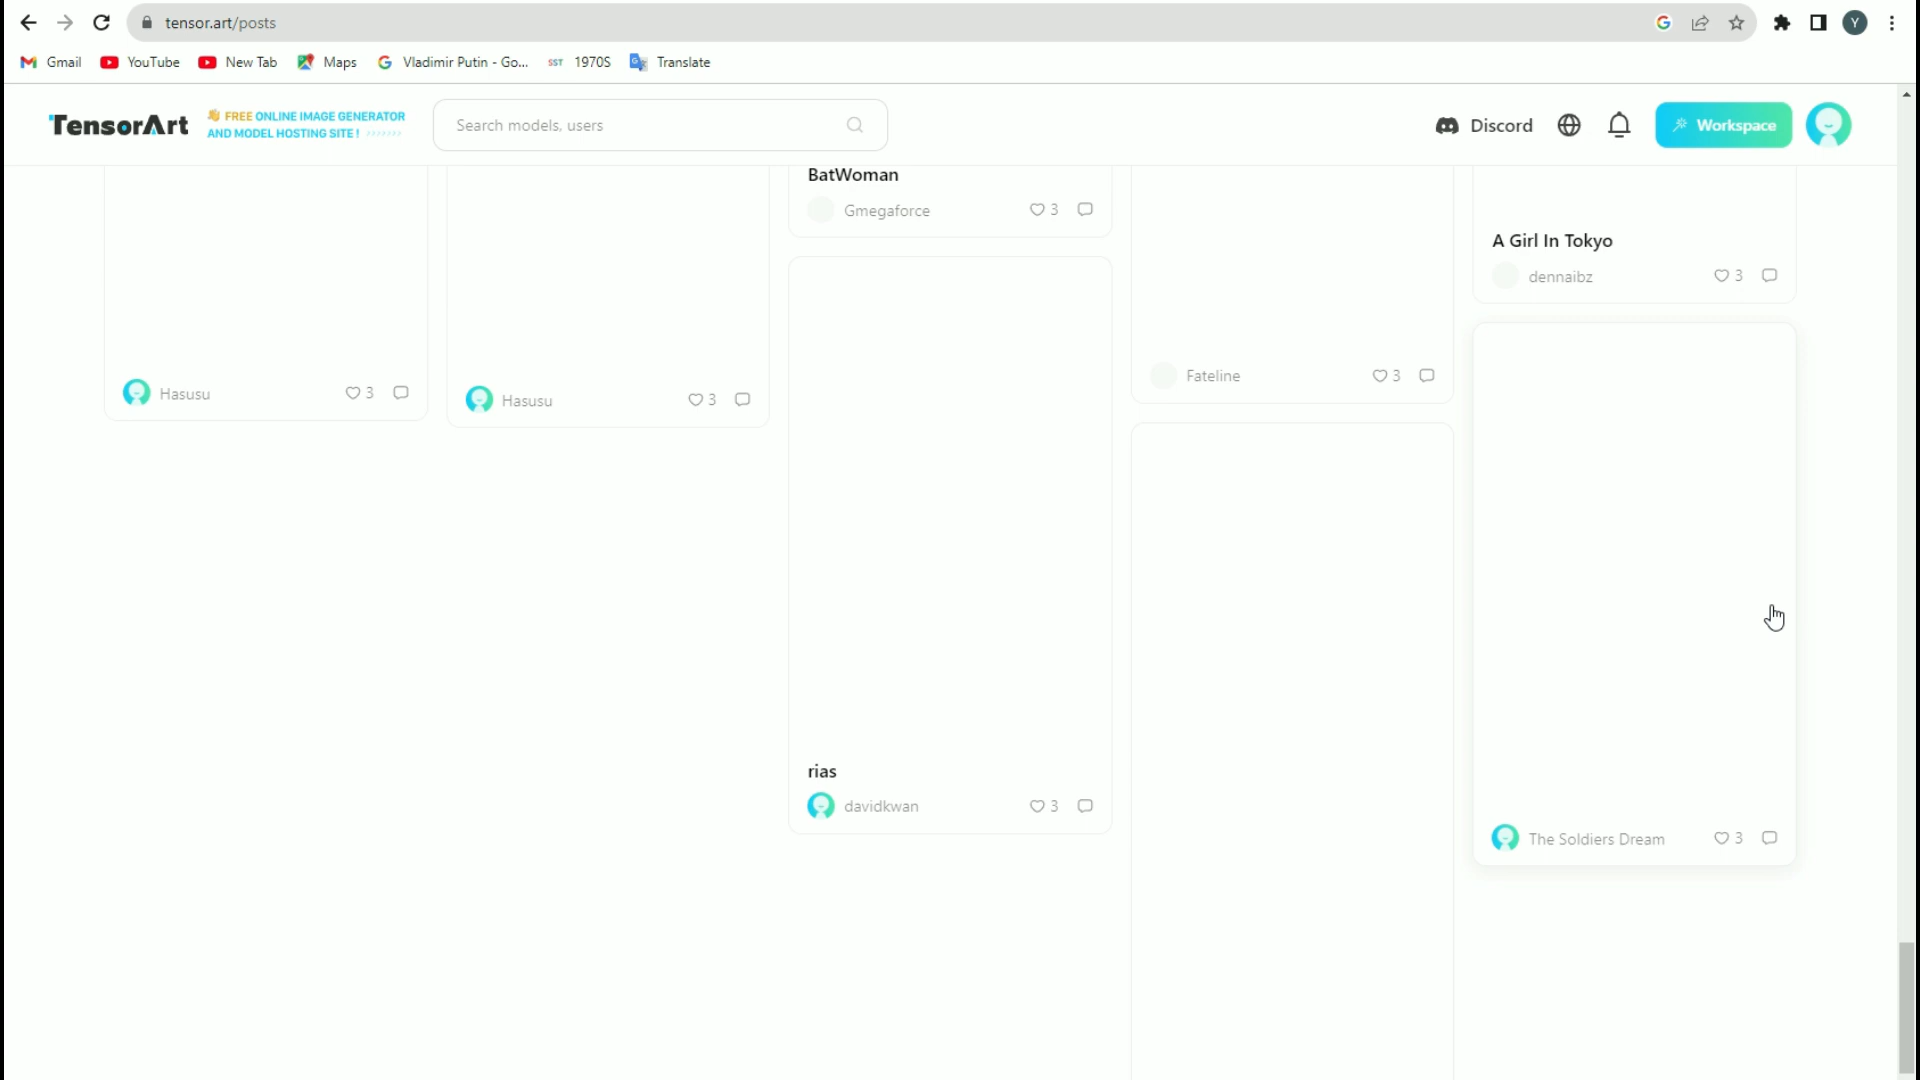 tensor.art/posts
Y
Gmail
YouTube
New Tab
Maps
Vladimir Putin - Go...
SST
1970S
Translate
TensorArt
FREE ONLINE IMAGE GENERATOR
AND MODEL HOSTING SITE !
Search models, users
Discord
Workspace
BatWoman
Gmegaforce
3
A Girl In Tokyo
dennaibz
3
Hasusu
3
Hasusu
3
Fateline
3
rias
davidkwan
3
The Soldiers Dream
3